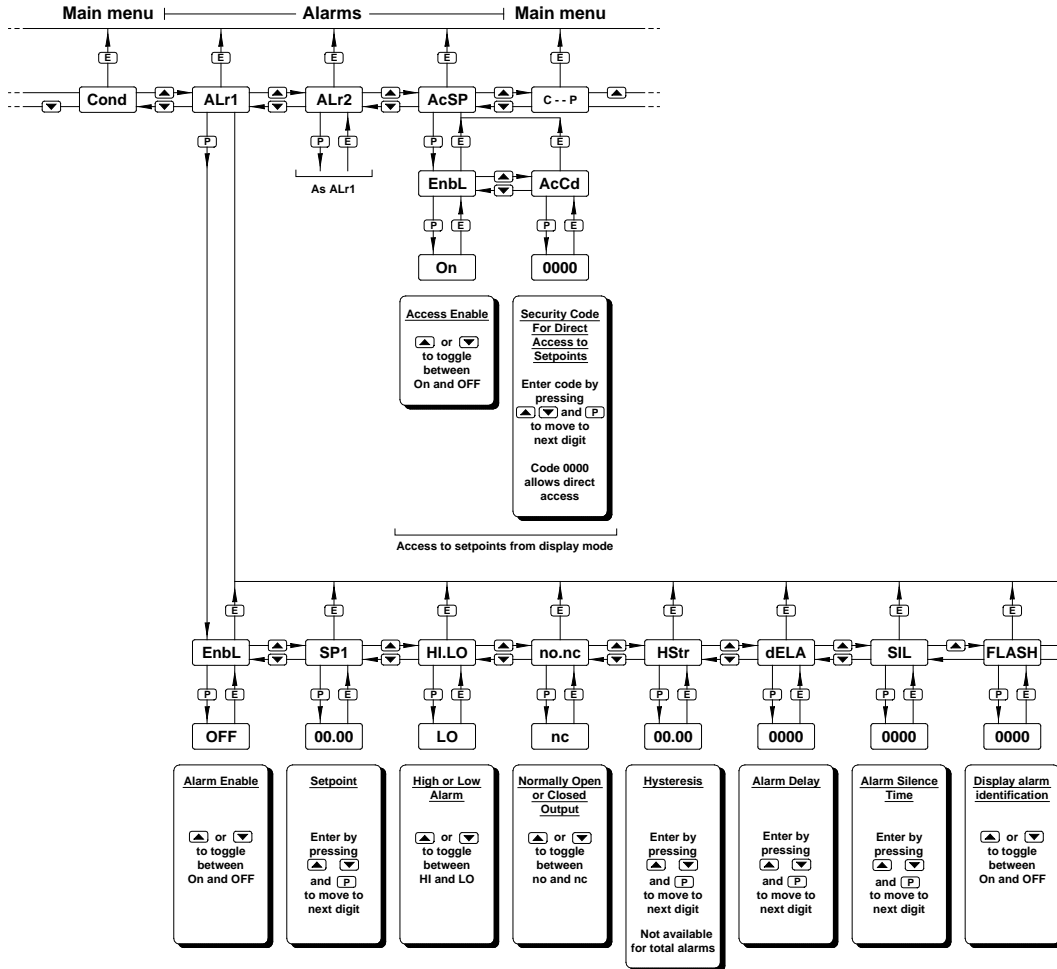 Main menu
Alarms
Main menu
E
E
E
E
E
Cond
ALr1
ALr2
AcSP
C - - P
P
P
E
P
E
E
As ALr1
EnbL
AcCd
P
E
P
E
On
0000
Access Enable
or
to toggle
between
On and OFF
Security Code
For Direct
Access to
Setpoints
Enter code by
pressing
and P
to move to
next digit
Code 0000
allows direct
access
Access to setpoints from display mode
E
E
E
E
E
E
E
E
EnbL
SP1
HI.LO
no.nc
HStr
dELA
SIL
FLASH
P
E
P
E
P
E
P
E
P
E
P
E
P
E
P
E
OFF
00.00
LO
nc
00.00
0000
0000
0000
Alarm Enable
or
to toggle
between
On and OFF
Setpoint
Enter by
pressing
and P
to move to
next digit
High or Low
Alarm
or
to toggle
between
HI and LO
Normally Open
or Closed
Output
or
to toggle
between
no and nc
Hysteresis
Enter by
pressing
and P
to move to
next digit
Not available
for total alarms
Alarm Delay
Enter by
pressing
and P
to move to
next digit
Alarm Silence
Time
Enter by
pressing
and P
to move to
next digit
Display alarm
identification
or
to toggle
between
On and OFF